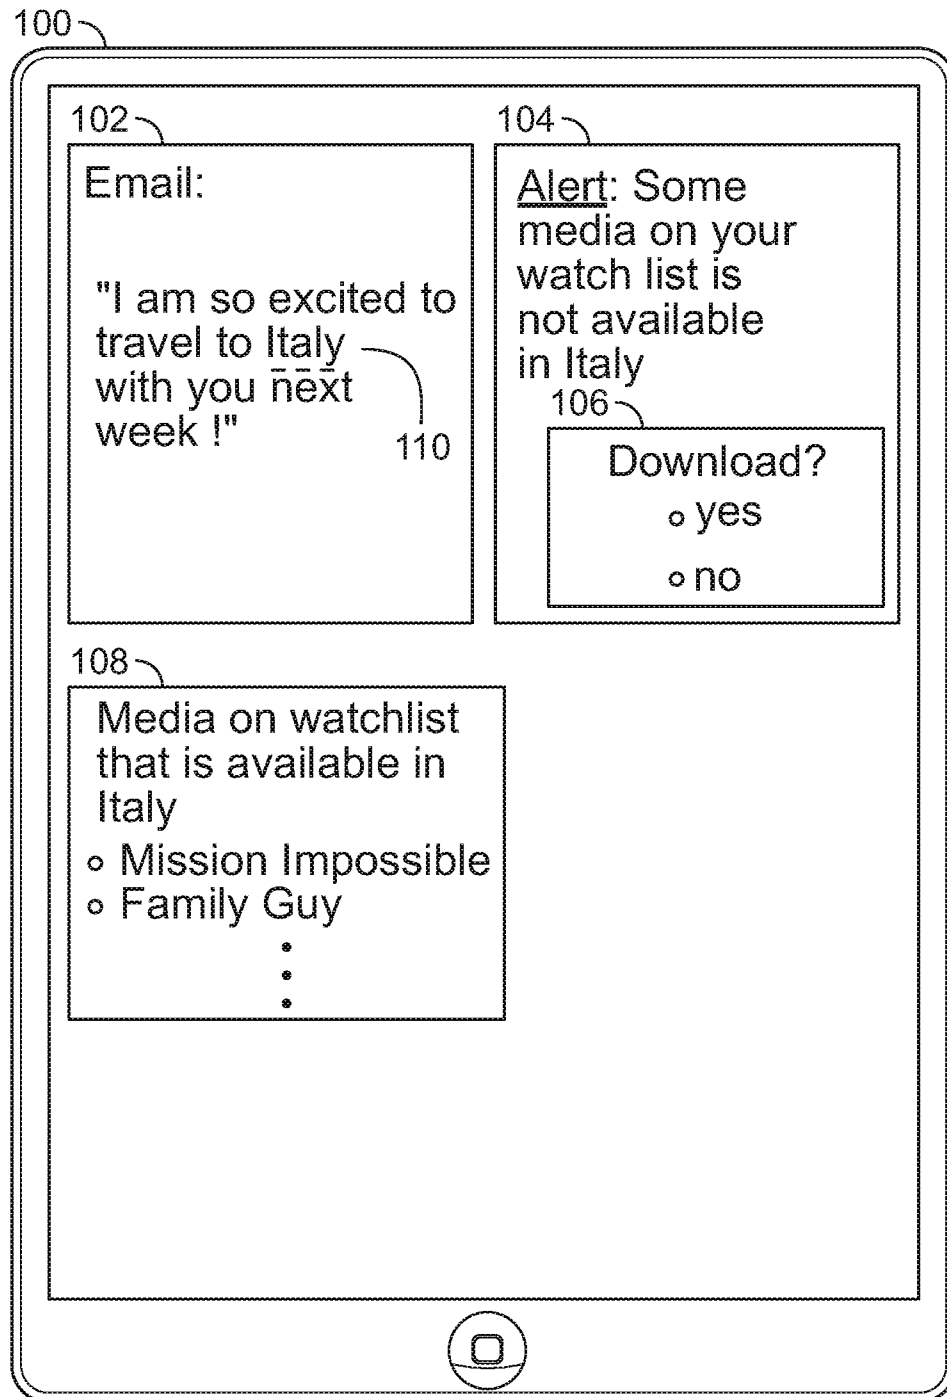 100
102
Email:
"I am so excited to
travel to Italy
with you next
week !"
110
104
Alert: Some
media on your
watch list is
not available
in Italy
106
Download?
yes
no
108
Media on watchlist
that is available in
Italy
Mission Impossible
Family Guy